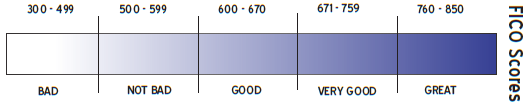 300 - 499 500 - 599 600 - 670 671 - 759 760 - 850
BAD NOT BAD GOOD VERY GOOD GREAT
FICO Scores